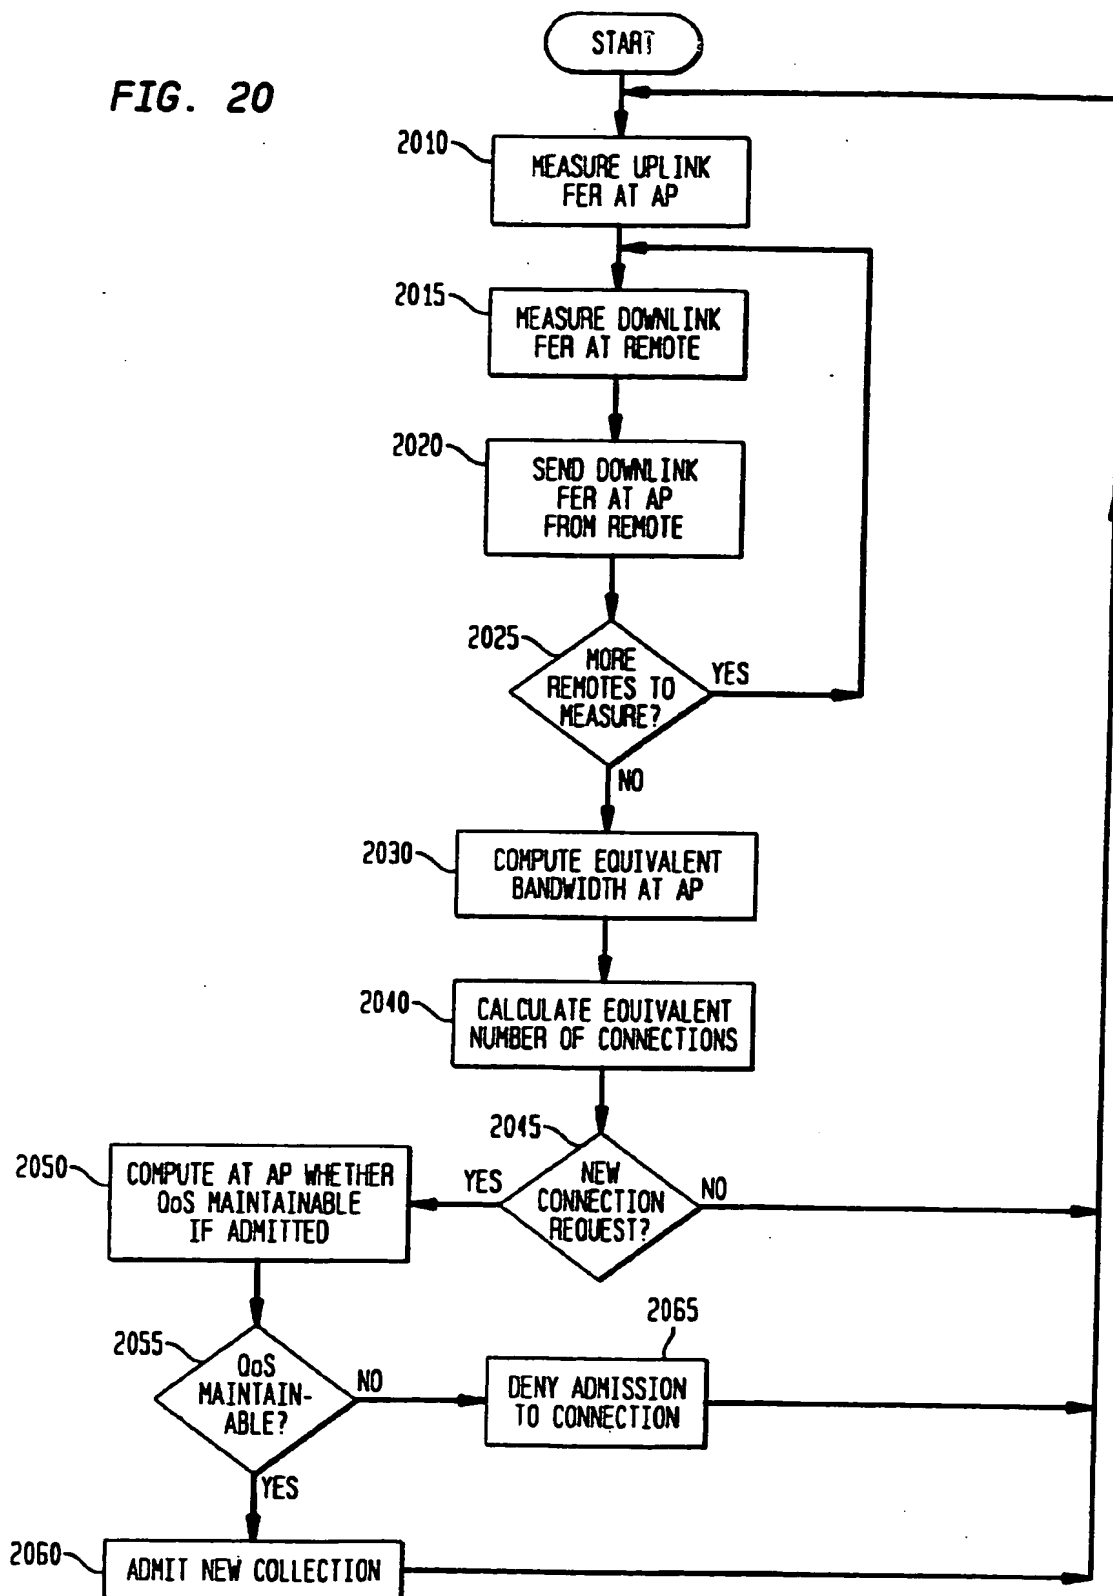 FIG. 20
START
2010
MEASURE UPLINK
FER AT AP
2015
MEASURE DOWNLINK
FER AT REMOTE
2020
SEND DOWNLINK
FER AT AP
FROM REMOTE
2025
MORE
REMOTES TO
MEASURE?
YES
NO
2030
COMPUTE EQUIVALENT
BANDWIDTH AT AP
2040
CALCULATE EQUIVALENT
NUMBER OF CONNECTIONS
2045
NEW
CONNECTION
REQUEST?
YES
NO
2050
COMPUTE AT AP WHETHER
QoS MAINTAINABLE
IF ADMITTED
2055
QoS
MAINTAIN-
ABLE?
NO
2065
DENY ADMISSION
TO CONNECTION
YES
2060
ADMIT NEW COLLECTION